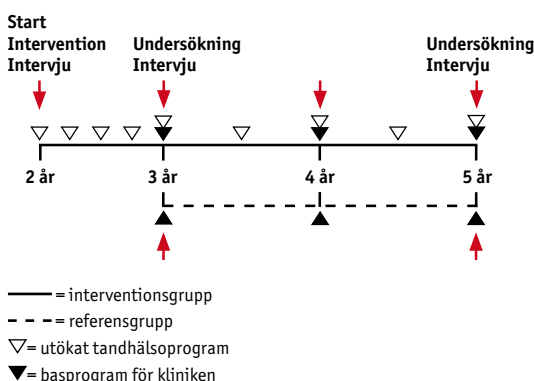 Start
Intervention
Intervju
Undersökning
Intervju
Undersökning
Intervju
2 år 3 år 4 år 5 år
= interventionsgrupp
= referensgrupp
= utökat tandhälsoprogram
= basprogram för kliniken